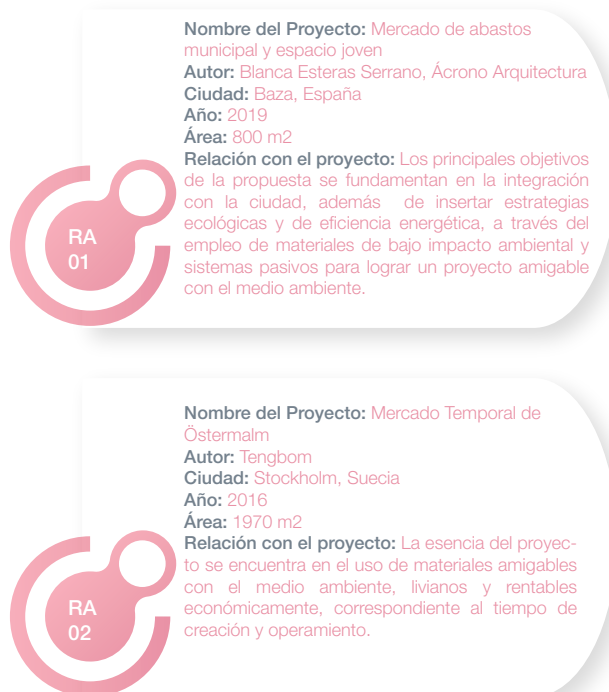 Nombre del Proyecto: Mercado de abastos
municipal y espacio joven
Autor: Blanca Esteras Serrano, Ácrono Arquitectura
Ciudad: Baza, España
Año: 2019
Área: 800 m2
Relación con el proyecto: Los principales objetivos
de la propuesta se fundamentan en la integración
con la ciudad, además de insertar estrategias
ecológicas y de eficiencia energética, a través del
empleo de materiales de bajo impacto ambiental y
sistemas pasivos para lograr un proyecto amigable
con el medio ambiente.
RA
01
Nombre del Proyecto: Mercado Temporal de
Östermalm
Autor: Tengbom
Ciudad: Stockholm, Suecia
Año: 2016
Área: 1970 m2
Relación con el proyecto: La esencia del proyec-
to se encuentra en el uso de materiales amigables
con el medio ambiente, livianos y rentables
económicamente, correspondiente al tiempo de
creación y operamiento.
RA
02